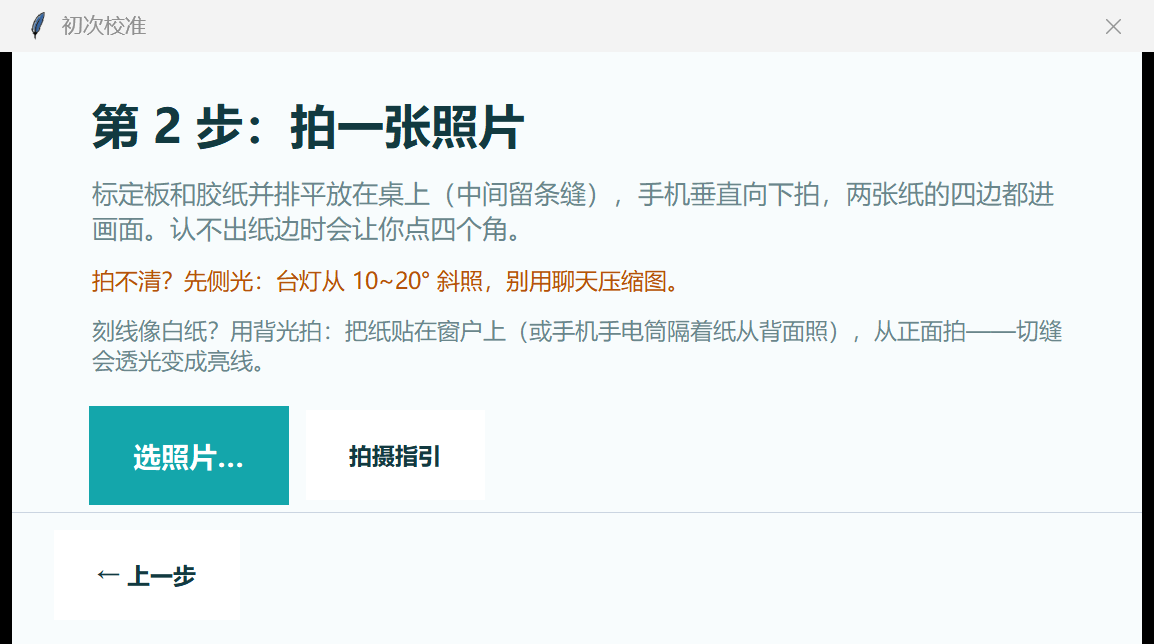 初次校准
第 2 步：拍一张照片
标定板和胶纸并排平放在桌上（中间留条缝），手机垂直向下拍，两张纸的四边都进
画面。认不出纸边时会让你点四个角。
拍不清？先侧光：台灯从 10~20° 斜照，别用聊天压缩图。
刻线像白纸？用背光拍：把纸贴在窗户上（或手机手电筒隔着纸从背面照），从正面拍——切缝
会透光变成亮线。
选照片…
拍摄指引
← 上一步